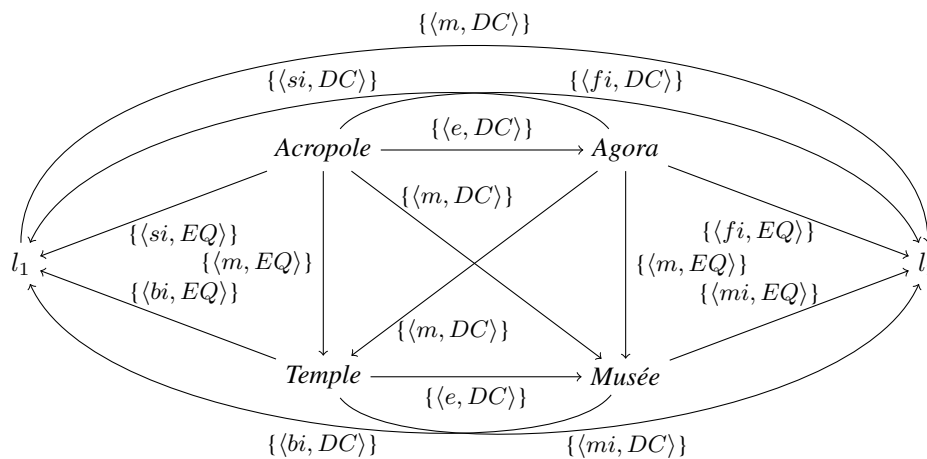 {⟨m, DC⟩}
{⟨si, DC⟩} {⟨fi, DC⟩}
{⟨e, DC⟩}
Acropole Agora
{⟨m, DC⟩}
{⟨si, EQ⟩} {⟨fi, EQ⟩}
l₁ {⟨m, EQ⟩} {⟨m, EQ⟩} l
{⟨bi, EQ⟩} {⟨mi, EQ⟩}
{⟨m, DC⟩}
Temple Musée
{⟨e, DC⟩}
{⟨bi, DC⟩} {⟨mi, DC⟩}